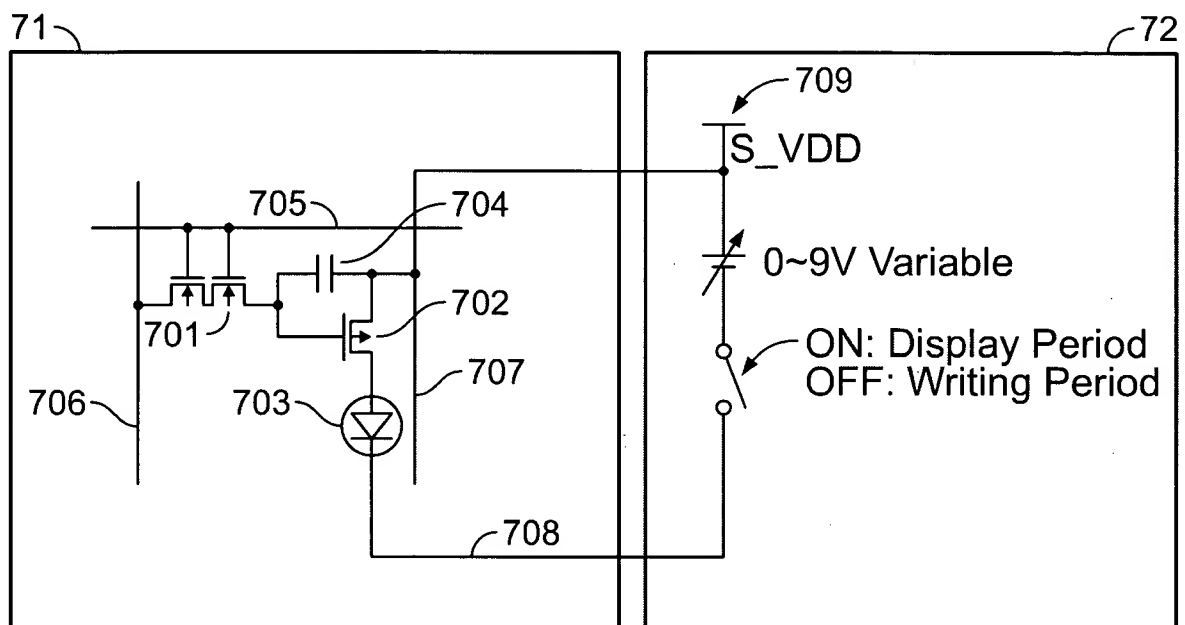 71
72
709
S_VDD
705
704
0~9V Variable
701
702
ON: Display Period
OFF: Writing Period
706
703
707
708